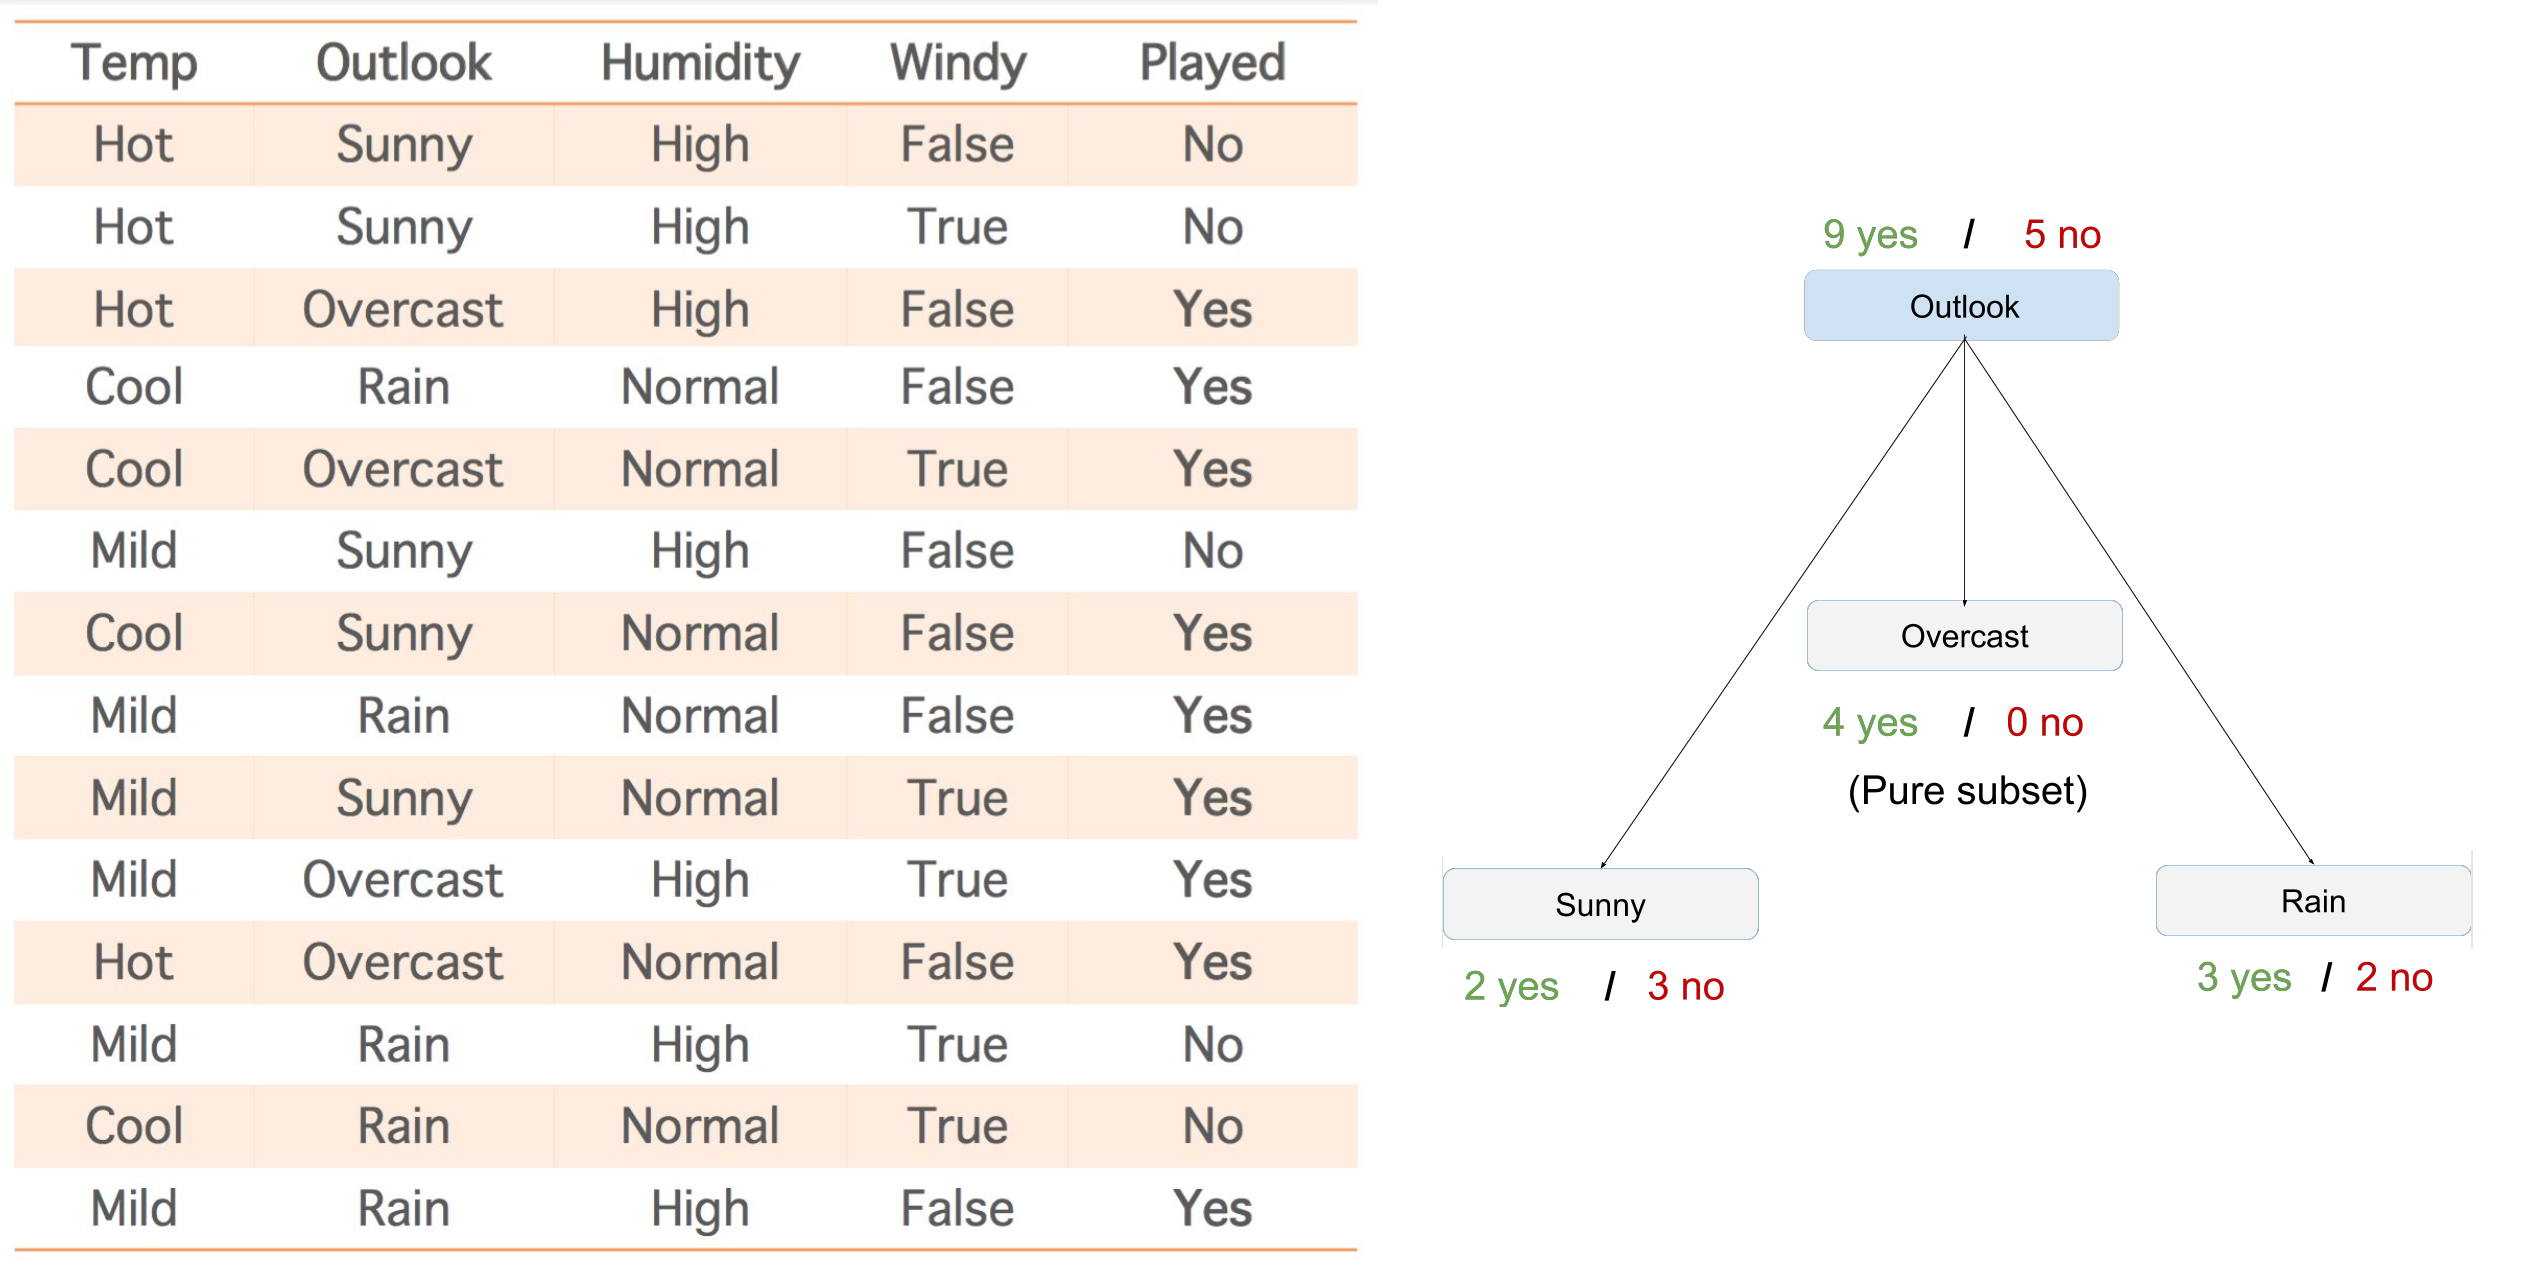 Temp Outlook Humidity Windy Played
Hot Sunny High False No
Hot Sunny High True No
Hot Overcast High False Yes
Cool Rain Normal False Yes
Cool Overcast Normal True Yes
Mild Sunny High False No
Cool Sunny Normal False Yes
Mild Rain Normal False Yes
Mild Sunny Normal True Yes
Mild Overcast High True Yes
Hot Overcast Normal False Yes
Mild Rain High True No
Cool Rain Normal True No
Mild Rain High False Yes
9 yes / 5 no
Outlook
Overcast
4 yes / 0 no
(Pure subset)
Sunny
2 yes / 3 no
Rain
3 yes / 2 no